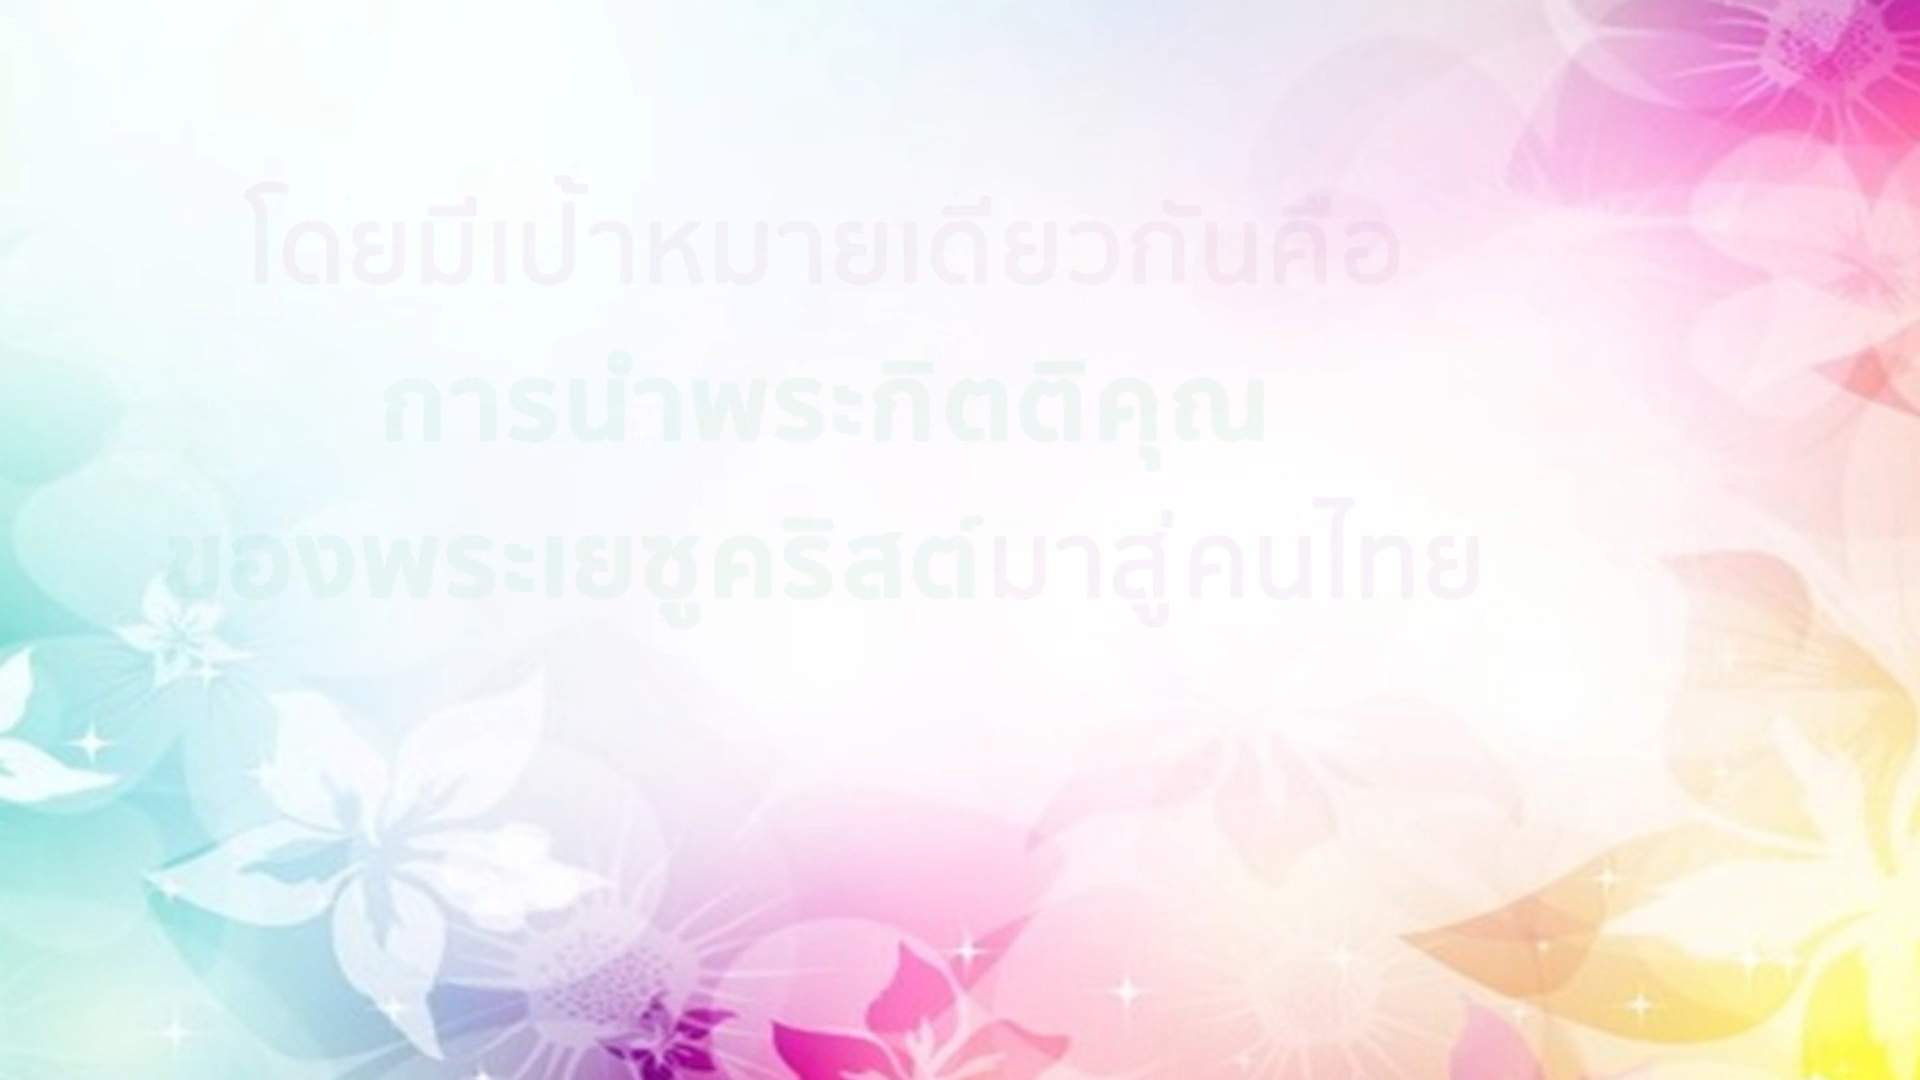 โดยมีเป้าหมายเดียวกันคือ
การนำพระกิตติคุณ
ของพระเยซูคริสต์มาสู่คนไทย